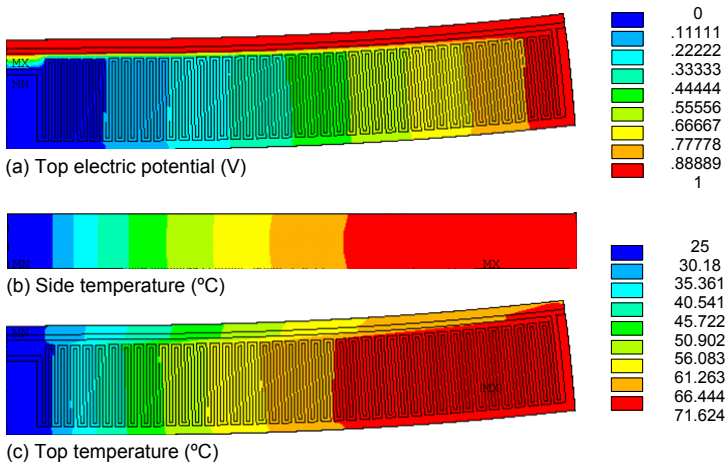 0
.11111
.22222
.33333
.44444
.55556
.66667
.77778
.88889
1
MX
MN
(a) Top electric potential (V)
MN
MX
(b) Side temperature (ºC)
25
30.18
35.361
40.541
45.722
50.902
56.083
61.263
66.444
71.624
MN
MX
(c) Top temperature (ºC)